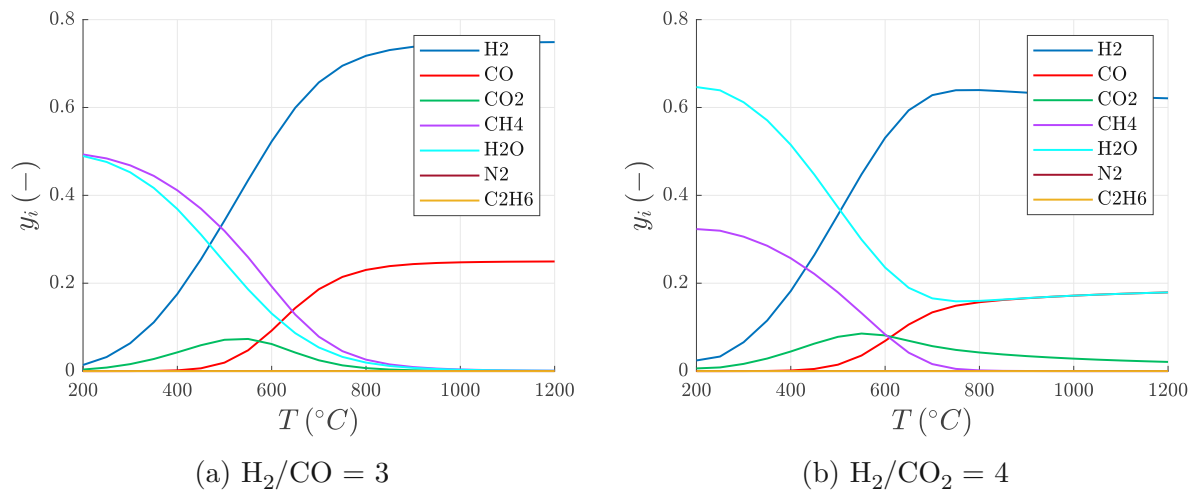 0.8
0.6
0.4
0.2
0
y_i (−)
200 400 600 800 1000 1200
T (°C)
H2
CO
CO2
CH4
H2O
N2
C2H6
(a) H₂/CO = 3
0.8
0.6
0.4
0.2
0
y_i (−)
200 400 600 800 1000 1200
T (°C)
H2
CO
CO2
CH4
H2O
N2
C2H6
(b) H₂/CO₂ = 4